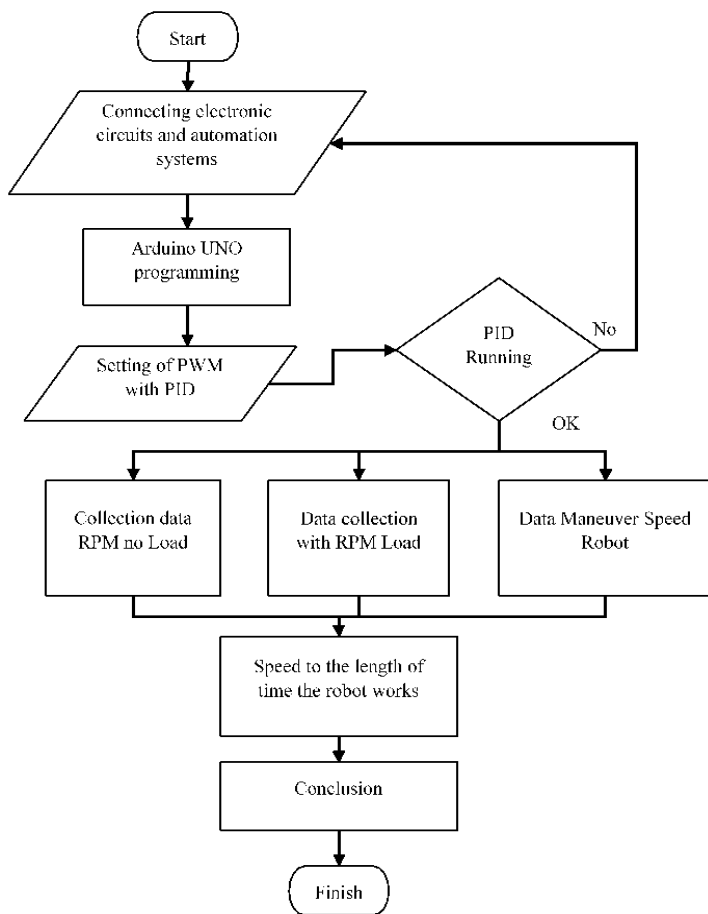 Start
Connecting electronic
circuits and automation
systems
Arduino UNO
programming
Setting of PWM
with PID
PID
Running
No
OK
Collection data
RPM no Load
Data collection
with RPM Load
Data Maneuver Speed
Robot
Speed to the length of
time the robot works
Conclusion
Finish